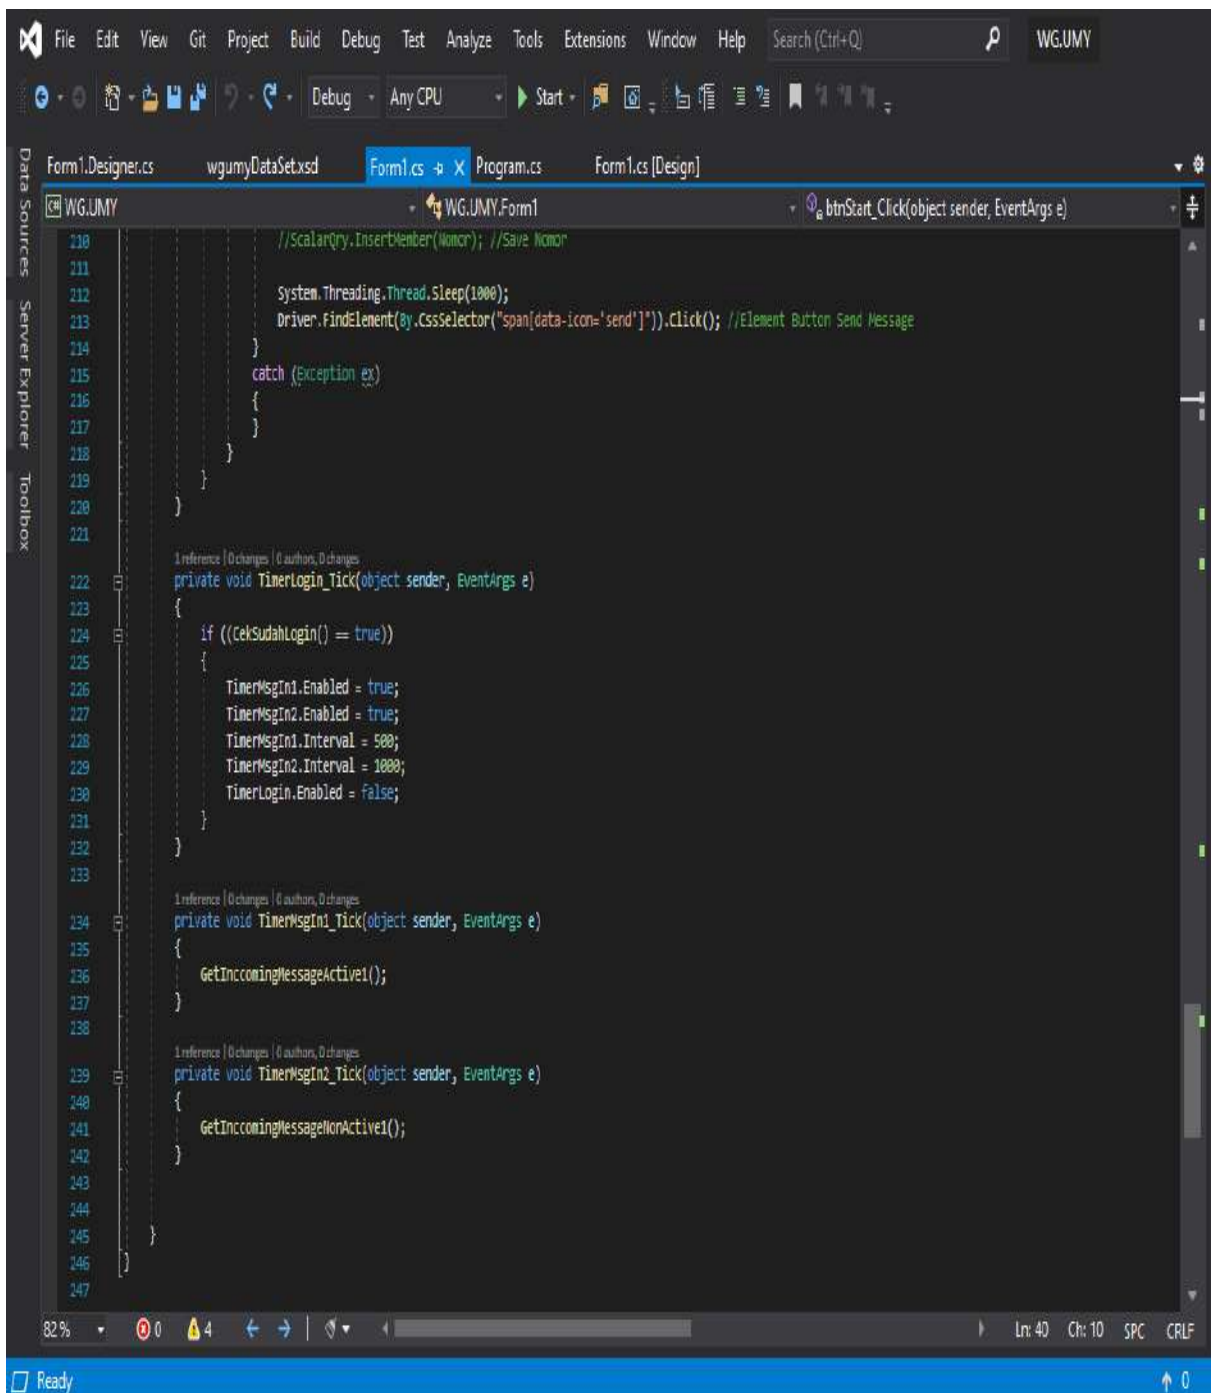 File Edit View Git Project Build Debug Test Analyze Tools Extensions Window Help Search (Ctrl+Q) WG.UMY
Debug Any CPU Start
Form1.Designer.cs wgumyDataSet.xsd Form1.cs Program.cs Form1.cs [Design]
WG.UMY WG.UMY.Form1 btnStart_Click(object sender, EventArgs e)
Data Sources
Server Explorer
Toolbox
210 //ScalarQry.InsertMember(Nomor); //Save Nomor
211
212 System.Threading.Thread.Sleep(1000);
213 Driver.FindElement(By.CssSelector("span[data-icon='send']")).Click(); //Element Button Send Message
214 }
215 catch (Exception ex)
216 {
217 }
218 }
219 }
220 }
221
1 reference | 0 changes | 0 authors, 0 changes
222 private void TimerLogin_Tick(object sender, EventArgs e)
223 {
224 if ((CekSudahLogin() == true))
225 {
226 TimerMsgIn1.Enabled = true;
227 TimerMsgIn2.Enabled = true;
228 TimerMsgIn1.Interval = 500;
229 TimerMsgIn2.Interval = 1000;
230 TimerLogin.Enabled = false;
231 }
232 }
233
1 reference | 0 changes | 0 authors, 0 changes
234 private void TimerMsgIn1_Tick(object sender, EventArgs e)
235 {
236 GetInccomingMessageActive1();
237 }
238
1 reference | 0 changes | 0 authors, 0 changes
239 private void TimerMsgIn2_Tick(object sender, EventArgs e)
240 {
241 GetInccomingMessageNonActive1();
242 }
243
244
245 }
246 }
247
82 % 0 4 Ln: 40 Ch: 10 SPC CRLF
Ready 0